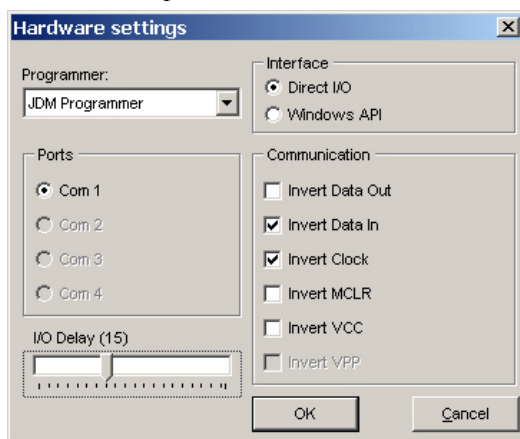 Hardware settings
Programmer:
JDM Programmer
Interface
Direct I/O
Windows API
Ports
Com 1
Com 2
Com 3
Com 4
Communication
Invert Data Out
Invert Data In
Invert Clock
Invert MCLR
Invert VCC
Invert VPP
I/O Delay (15)
OK
Cancel